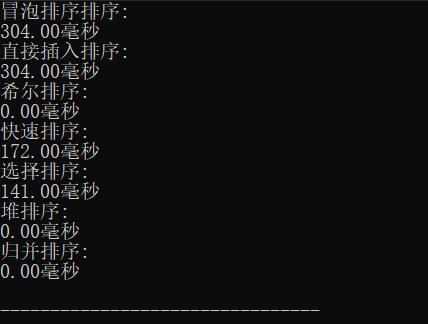 冒泡排序排序:
304.00毫秒
直接插入排序:
304.00毫秒
希尔排序:
0.00毫秒
快速排序:
172.00毫秒
选择排序:
141.00毫秒
堆排序:
0.00毫秒
归并排序:
0.00毫秒
--------------------------------